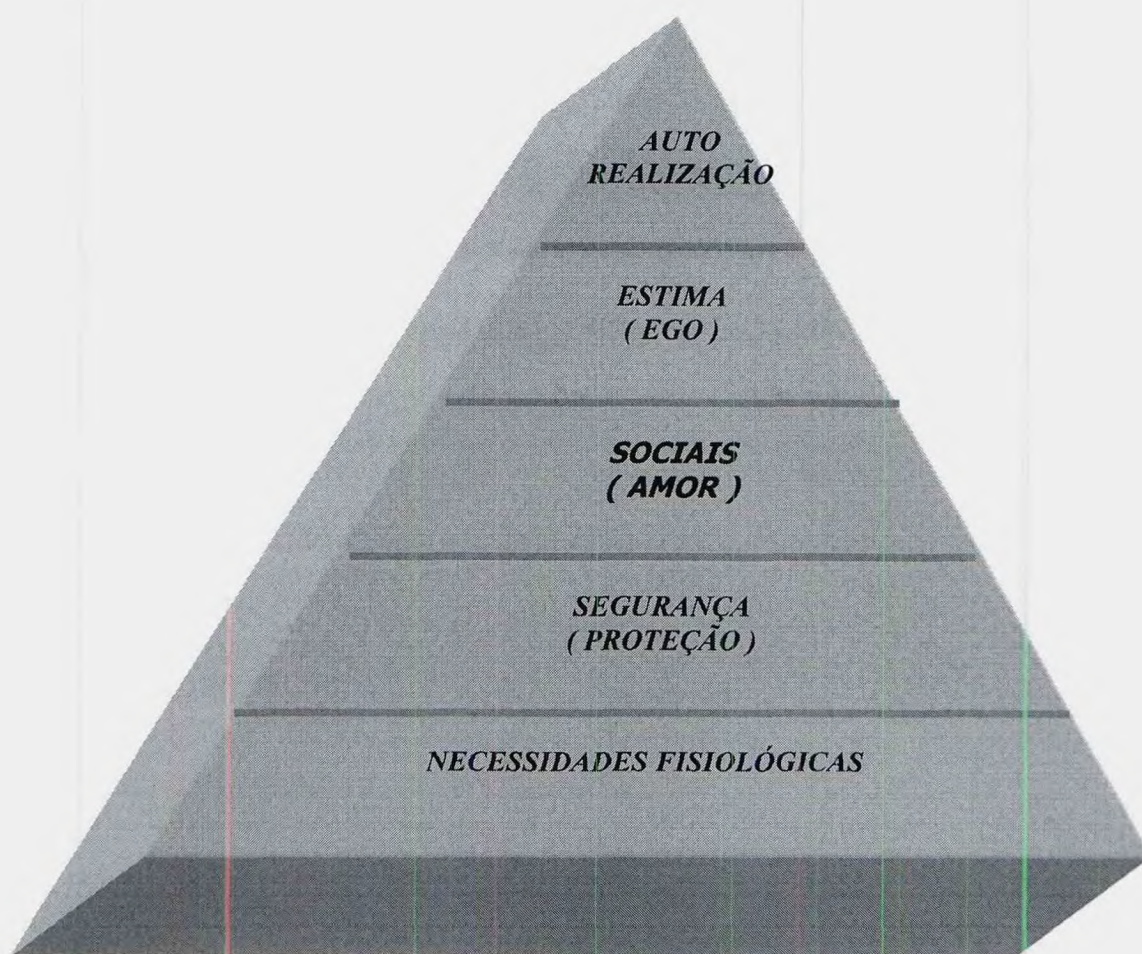 AUTO
REALIZAÇÃO
ESTIMA
( EGO )
SOCIAIS
( AMOR )
SEGURANÇA
( PROTEÇÃO )
NECESSIDADES FISIOLÓGICAS